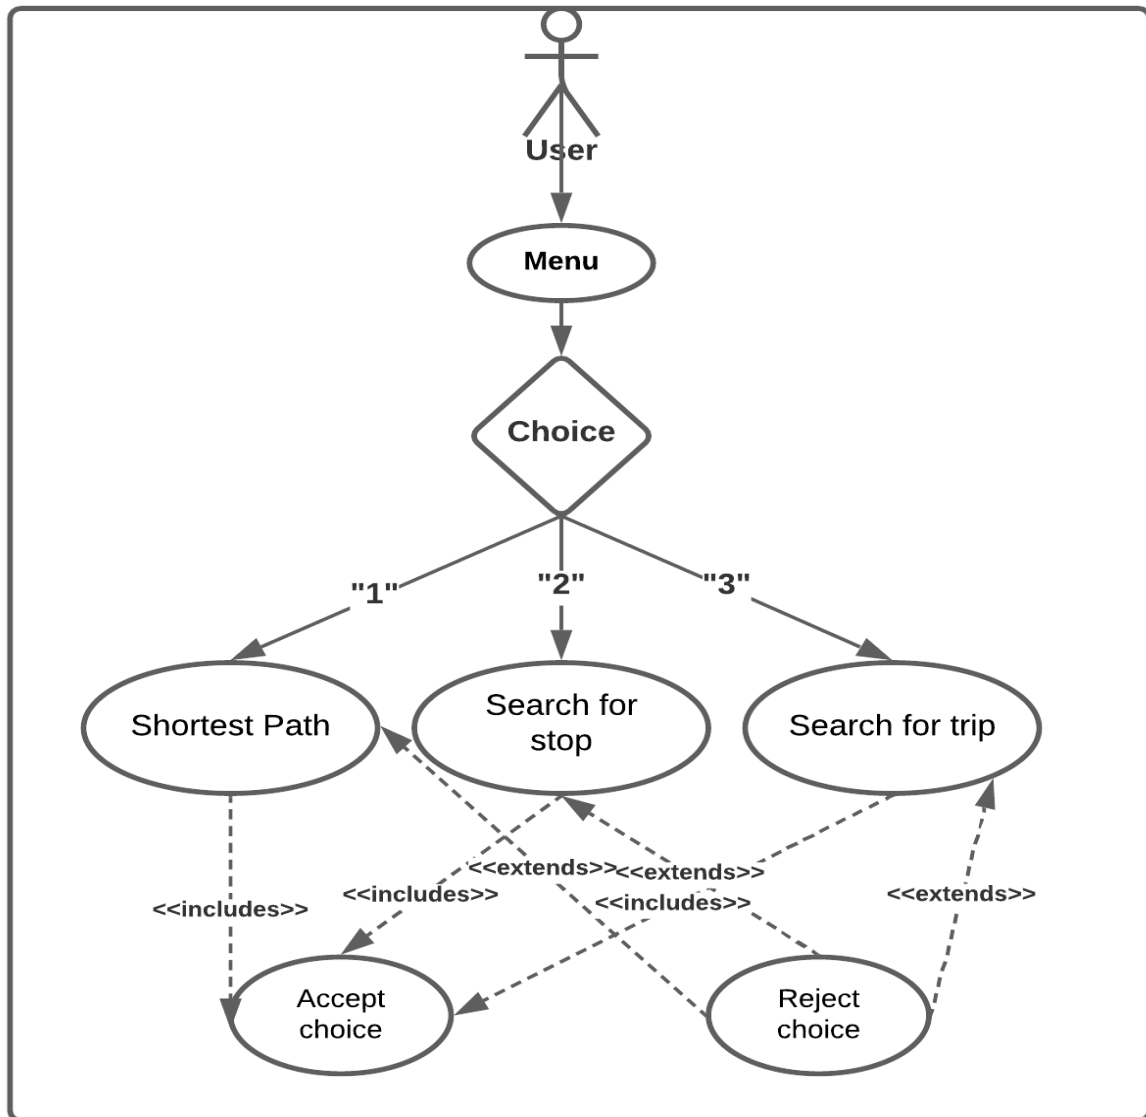 User
Menu
Choice
"1"
"2"
"3"
Shortest Path
Search for
stop
Search for trip
<<extends>>
<<extends>>
<<includes>>
<<includes>>
<<extends>>
<<includes>>
Accept
choice
Reject
choice